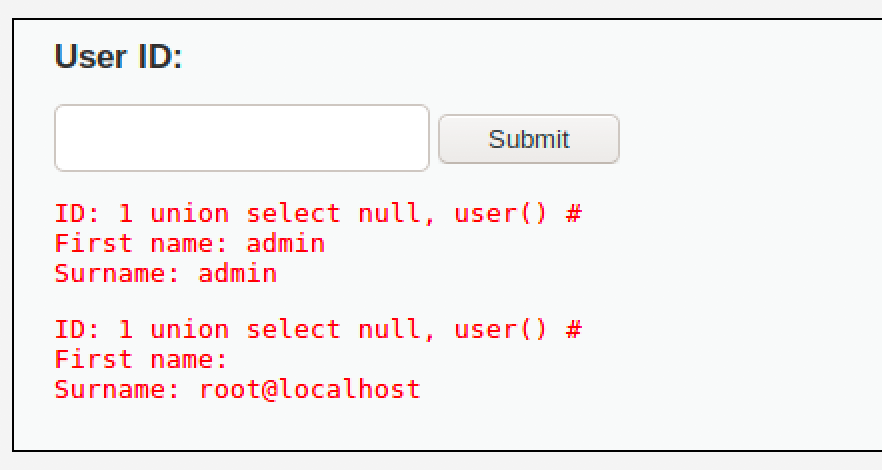 User ID:
Submit
ID: 1 union select null, user() #
First name: admin
Surname: admin
ID: 1 union select null, user() #
First name:
Surname: root@localhost